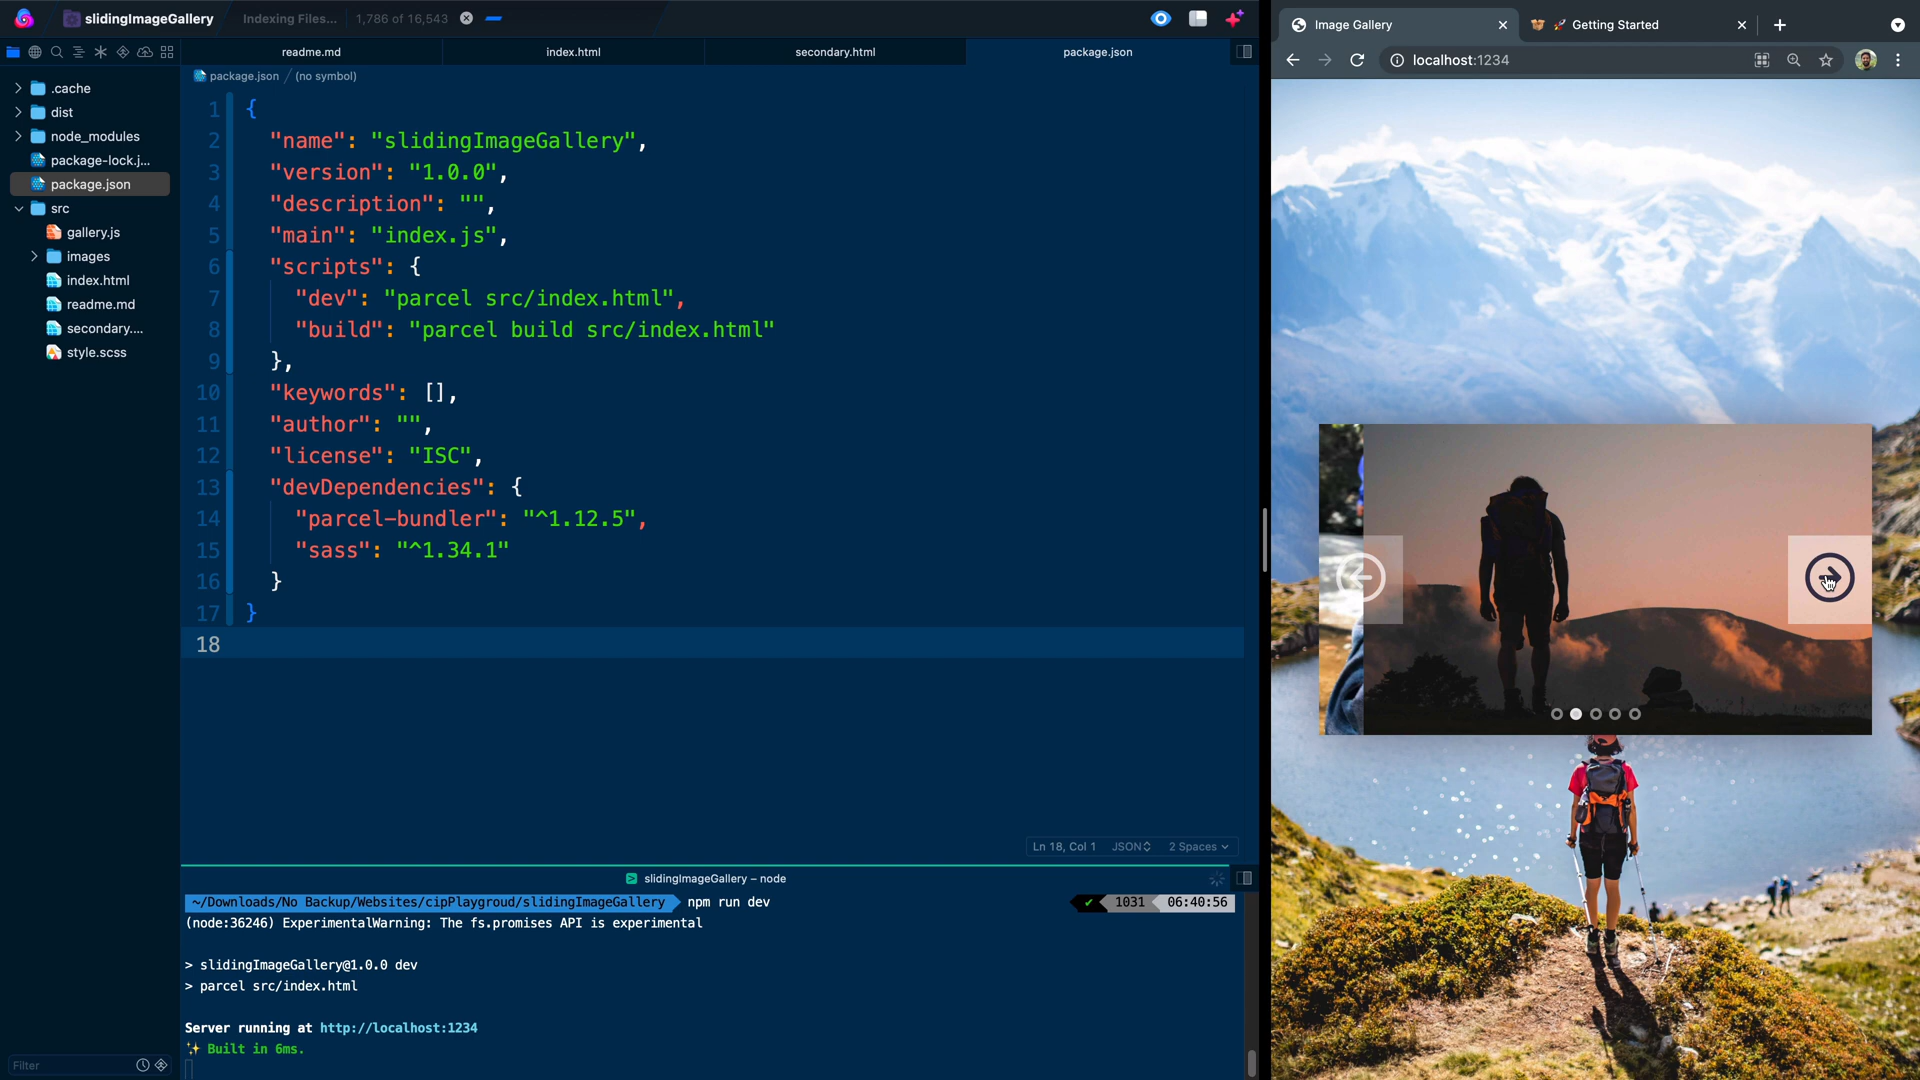 slidingImageGallery
Indexing Files...
1,786 of 16,543
readme.md
index.html
secondary.html
package.json
package.json
(no symbol)
.cache
dist
node_modules
package-lock.j...
package.json
src
gallery.js
images
index.html
readme.md
secondary....
style.scss
Filter
1 {
2 "name": "slidingImageGallery",
3 "version": "1.0.0",
4 "description": "",
5 "main": "index.js",
6 "scripts": {
7 "dev": "parcel src/index.html",
8 "build": "parcel build src/index.html"
9 },
10 "keywords": [],
11 "author": "",
12 "license": "ISC",
13 "devDependencies": {
14 "parcel-bundler": "^1.12.5",
15 "sass": "^1.34.1"
16 }
17 }
18
Ln 18, Col 1 JSON 2 Spaces
slidingImageGallery – node
~/Downloads/No Backup/Websites/cipPlaygroud/slidingImageGallery npm run dev ✔ 1031 06:40:56
(node:36246) ExperimentalWarning: The fs.promises API is experimental
> slidingImageGallery@1.0.0 dev
> parcel src/index.html
Server running at http://localhost:1234
✨ Built in 6ms.
Image Gallery
🚀 Getting Started
localhost:1234